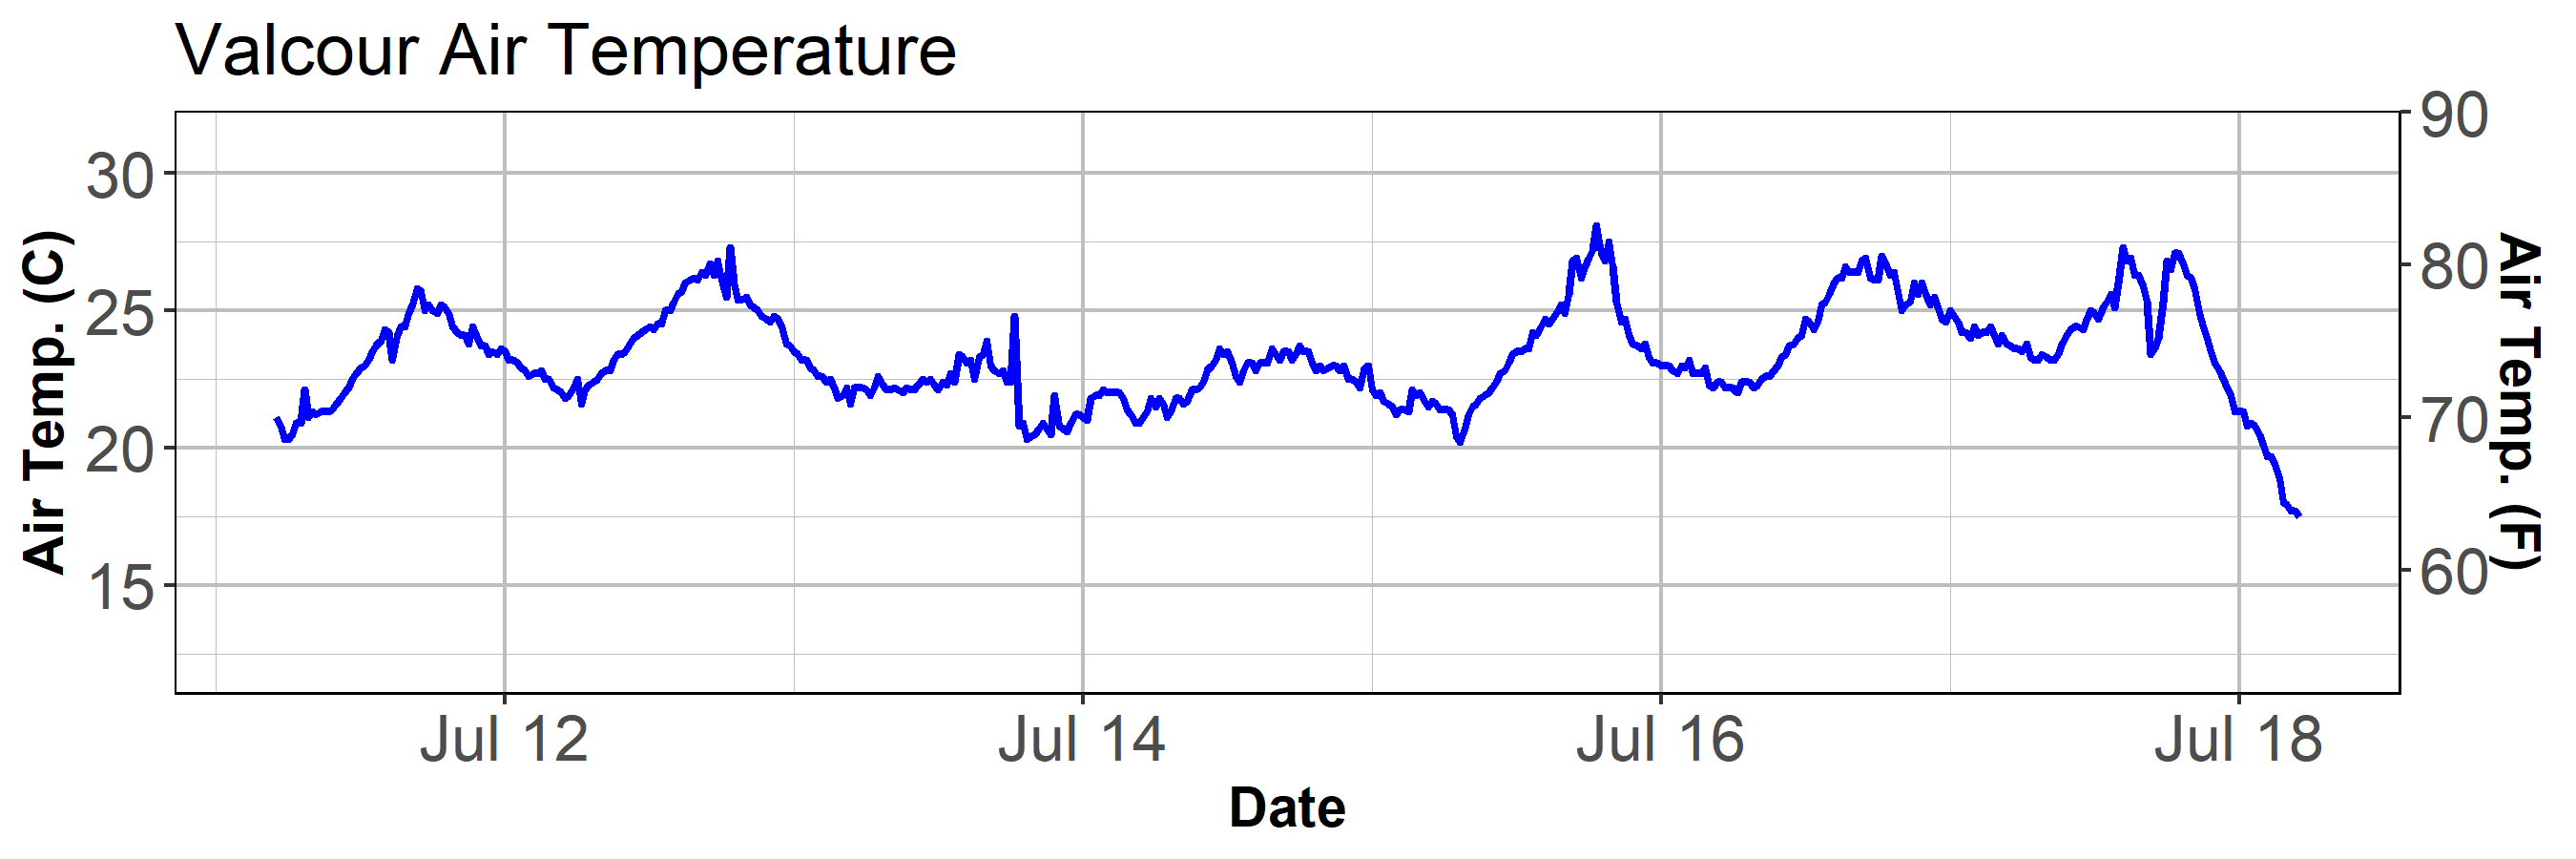 Valcour Air Temperature
Air Temp. (C)
30
25
20
15
90
80
70
60
Air Temp. (F)
Jul 12
Jul 14
Jul 16
Jul 18
Date